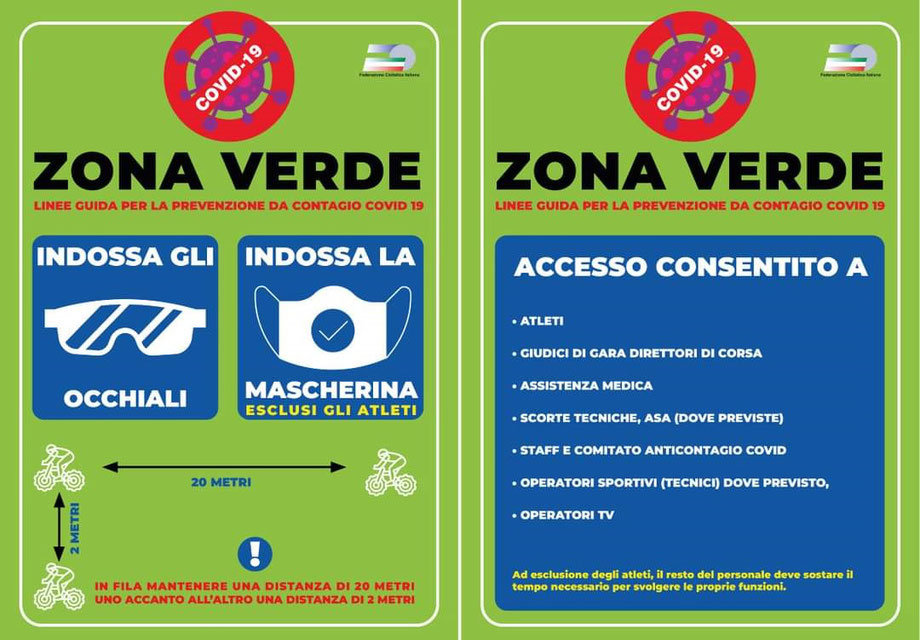 COVID-19
Federazione Ciclistica Italiana
ZONA VERDE
LINEE GUIDA PER LA PREVENZIONE DA CONTAGIO COVID 19
INDOSSA GLI
OCCHIALI
INDOSSA LA
MASCHERINA
ESCLUSI GLI ATLETI
20 METRI
2 METRI
!
IN FILA MANTENERE UNA DISTANZA DI 20 METRI
UNO ACCANTO ALL'ALTRO UNA DISTANZA DI 2 METRI
COVID-19
Federazione Ciclistica Italiana
ZONA VERDE
LINEE GUIDA PER LA PREVENZIONE DA CONTAGIO COVID 19
ACCESSO CONSENTITO A
• ATLETI
• GIUDICI DI GARA DIRETTORI DI CORSA
• ASSISTENZA MEDICA
• SCORTE TECNICHE, ASA (DOVE PREVISTE)
• STAFF E COMITATO ANTICONTAGIO COVID
• OPERATORI SPORTIVI (TECNICI) DOVE PREVISTO,
• OPERATORI TV
Ad esclusione degli atleti, il resto del personale deve sostare il
tempo necessario per svolgere le proprie funzioni.